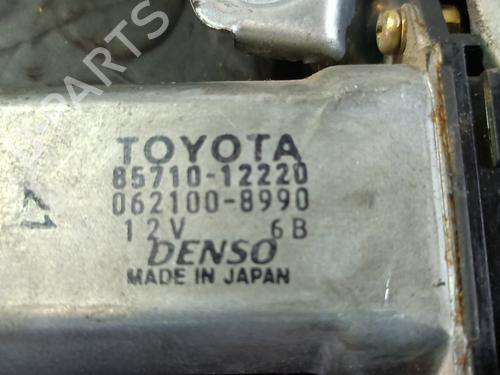 TOYOTA
85710-12220
062100-8990
12V 6B
DENSO
MADE IN JAPAN